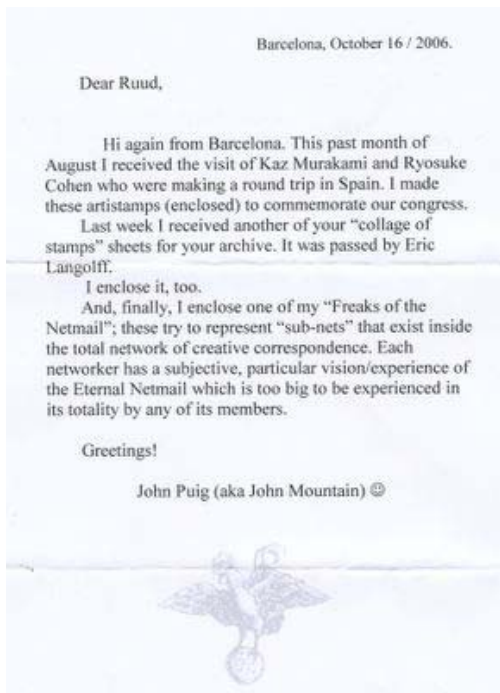 Barcelona, October 16 / 2006.
Dear Ruud,
Hi again from Barcelona. This past month of
August I received the visit of Kaz Murakami and Ryosuke
Cohen who were making a round trip in Spain. I made
these artistamps (enclosed) to commemorate our congress.
Last week I received another of your “collage of
stamps” sheets for your archive. It was passed by Eric
Langolff.
I enclose it, too.
And, finally, I enclose one of my “Freaks of the
Netmail”; these try to represent “sub-nets” that exist inside
the total network of creative correspondence. Each
networker has a subjective, particular vision/experience of
the Eternal Netmail which is too big to be experienced in
its totality by any of its members.
Greetings!
John Puig (aka John Mountain) ☺